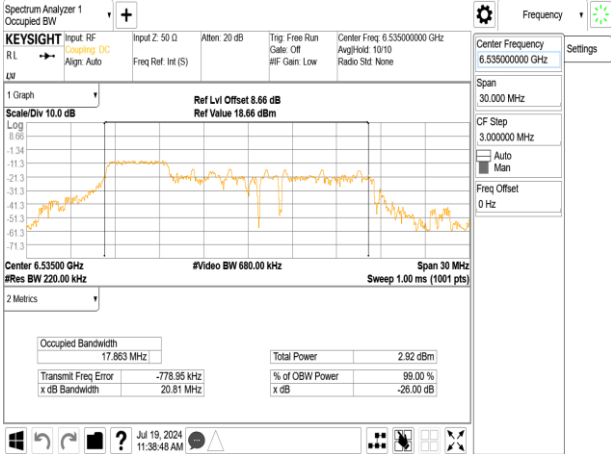 Spectrum Analyzer 1
Occupied BW
Frequency
KEYSIGHT
RL
Input: RF
Coupling: DC
Align: Auto
Input Z: 50 Ω
Freq Ref: Int (S)
Atten: 20 dB
Trig: Free Run
Gate: Off
#IF Gain: Low
Center Freq: 6.535000000 GHz
Avg|Hold: 10/10
Radio Std: None
Center Frequency
6.535000000 GHz
Settings
Span
30.000 MHz
CF Step
3.000000 MHz
Auto
Man
Freq Offset
0 Hz
1 Graph
Scale/Div 10.0 dB
Ref Lvl Offset 8.66 dB
Ref Value 18.66 dBm
Log
8.66
-1.34
-11.3
-21.3
-31.3
-41.3
-51.3
-61.3
-71.3
Center 6.53500 GHz
#Video BW 680.00 kHz
Span 30 MHz
#Res BW 220.00 kHz
Sweep 1.00 ms (1001 pts)
2 Metrics
Occupied Bandwidth
17.863 MHz
Total Power 2.92 dBm
Transmit Freq Error -778.95 kHz
% of OBW Power 99.00 %
x dB Bandwidth 20.81 MHz
x dB -26.00 dB
Jul 19, 2024
11:38:48 AM